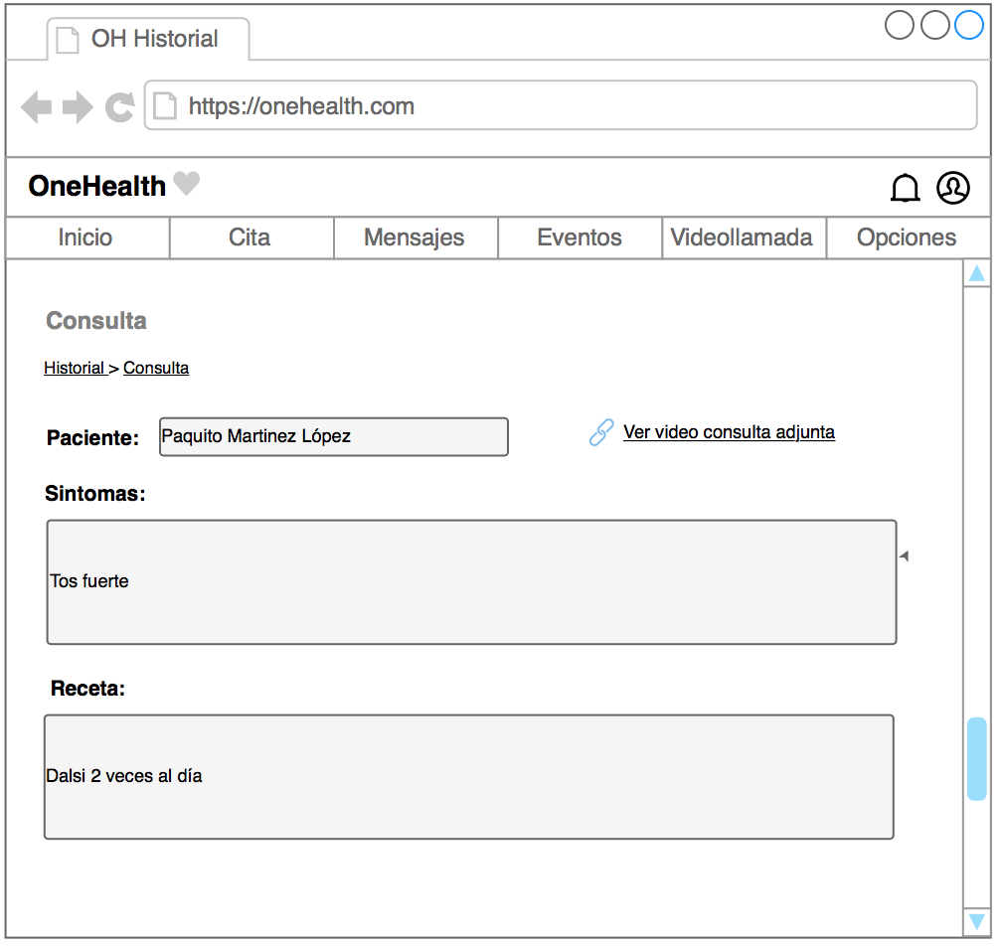 OH Historial
https://onehealth.com
OneHealth
Inicio Cita Mensajes Eventos Videollamada Opciones
Consulta
Historial > Consulta
Paciente: Paquito Martinez López Ver video consulta adjunta
Sintomas:
Tos fuerte
Receta:
Dalsi 2 veces al día